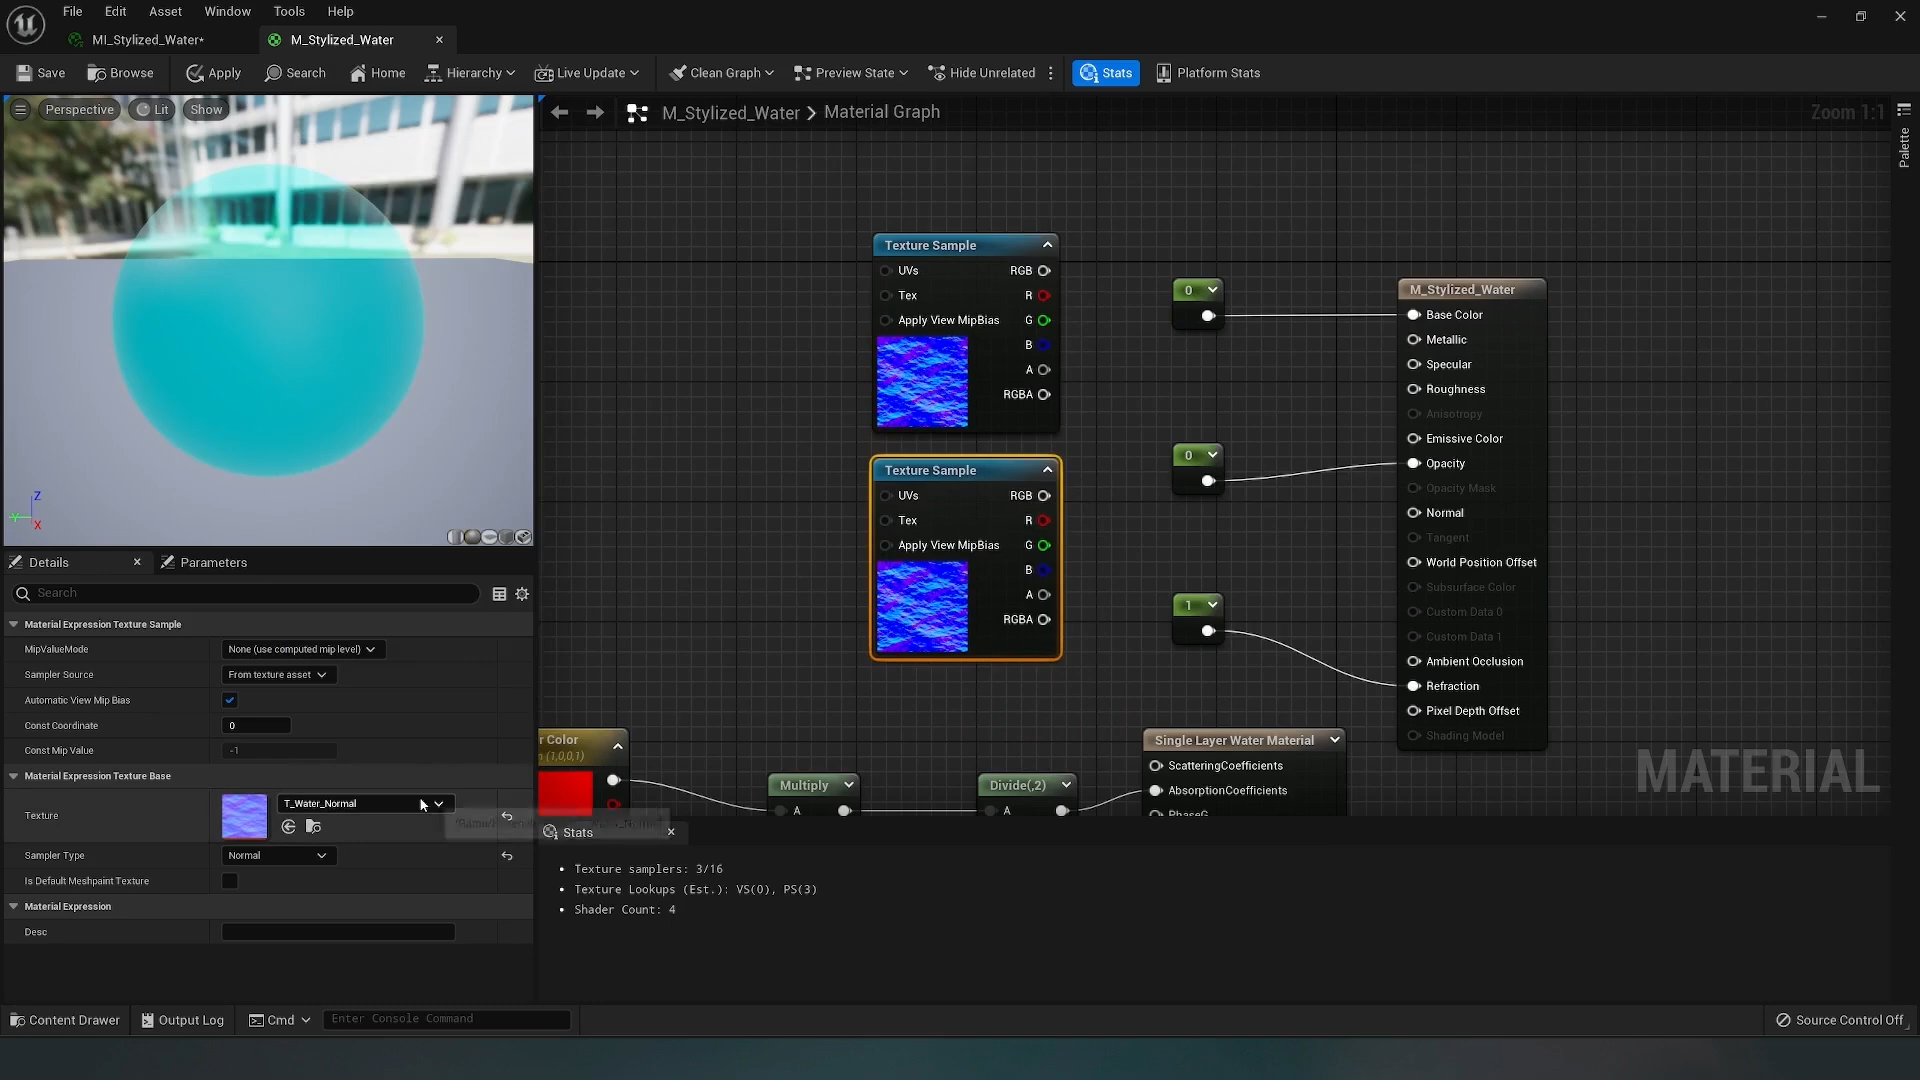 File Edit Asset Window Tools Help
MI_Stylized_Water* M_Stylized_Water
Save Browse Apply Search Home Hierarchy Live Update Clean Graph Preview State Hide Unrelated Stats Platform Stats
Perspective Lit Show
M_Stylized_Water > Material Graph
Zoom 1:1
Palette
Texture Sample
UVs RGB
Tex R
Apply View MipBias G
B
A
RGBA
Texture Sample
UVs RGB
Tex R
Apply View MipBias G
B
A
RGBA
0
0
1
M_Stylized_Water
Base Color
Metallic
Specular
Roughness
Anisotropy
Emissive Color
Opacity
Opacity Mask
Normal
Tangent
World Position Offset
Subsurface Color
Custom Data 0
Custom Data 1
Ambient Occlusion
Refraction
Pixel Depth Offset
Shading Model
r Color
(1,0,0,1)
Multiply
A
Divide(,2)
A
Single Layer Water Material
ScatteringCoefficients
AbsorptionCoefficients
PhaseG
MATERIAL
Z
Y
X
Details Parameters
Search
Material Expression Texture Sample
MipValueMode None (use computed mip level)
Sampler Source From texture asset
Automatic View Mip Bias
Const Coordinate 0
Const Mip Value -1
Material Expression Texture Base
Texture T_Water_Normal
Sampler Type Normal
Is Default Meshpaint Texture
Material Expression
Desc
Stats
• Texture samplers: 3/16
• Texture Lookups (Est.): VS(0), PS(3)
• Shader Count: 4
Content Drawer Output Log Cmd Enter Console Command Source Control Off